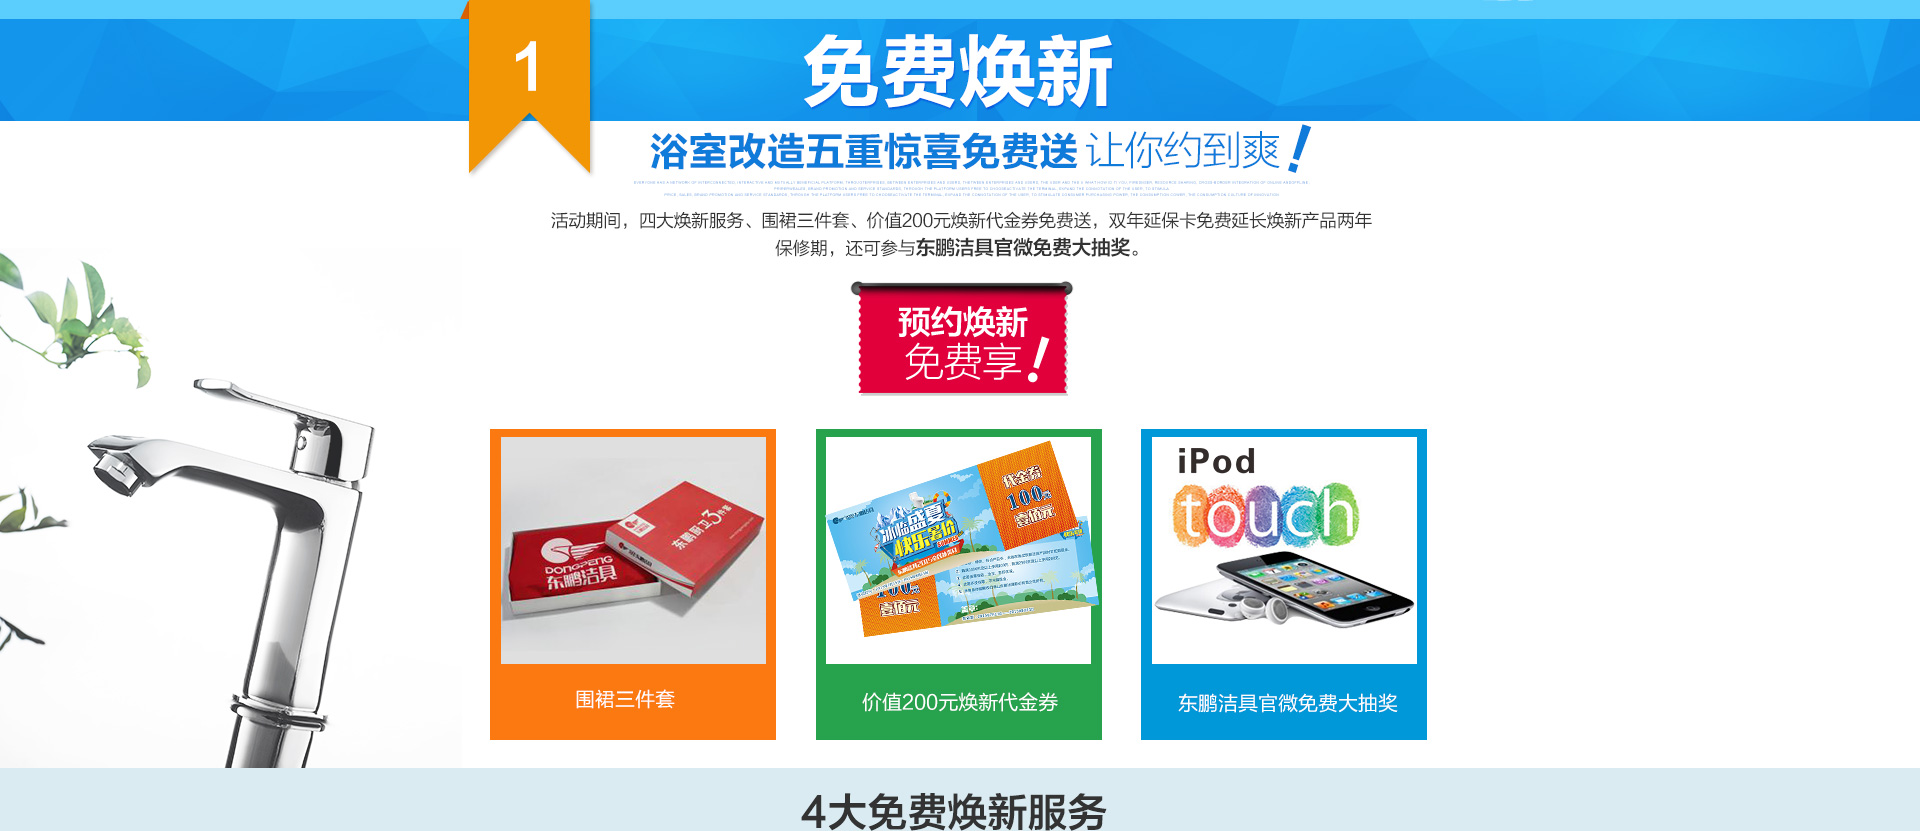 1
免费焕新
浴室改造五重惊喜免费送 让你约到爽!
活动期间，四大焕新服务、围裙三件套、价值200元焕新代金券免费送，双年延保卡免费延长焕新产品两年
保修期，还可参与东鹏洁具官微免费大抽奖。
预约焕新
免费享!
东鹏厨卫3件套
DONGPENG
东鹏洁具
代金券
100元
壹佰元
冰临盛夏
快乐暑价
壹佰元
iPod
touch
围裙三件套
价值200元焕新代金券
东鹏洁具官微免费大抽奖
4大免费焕新服务